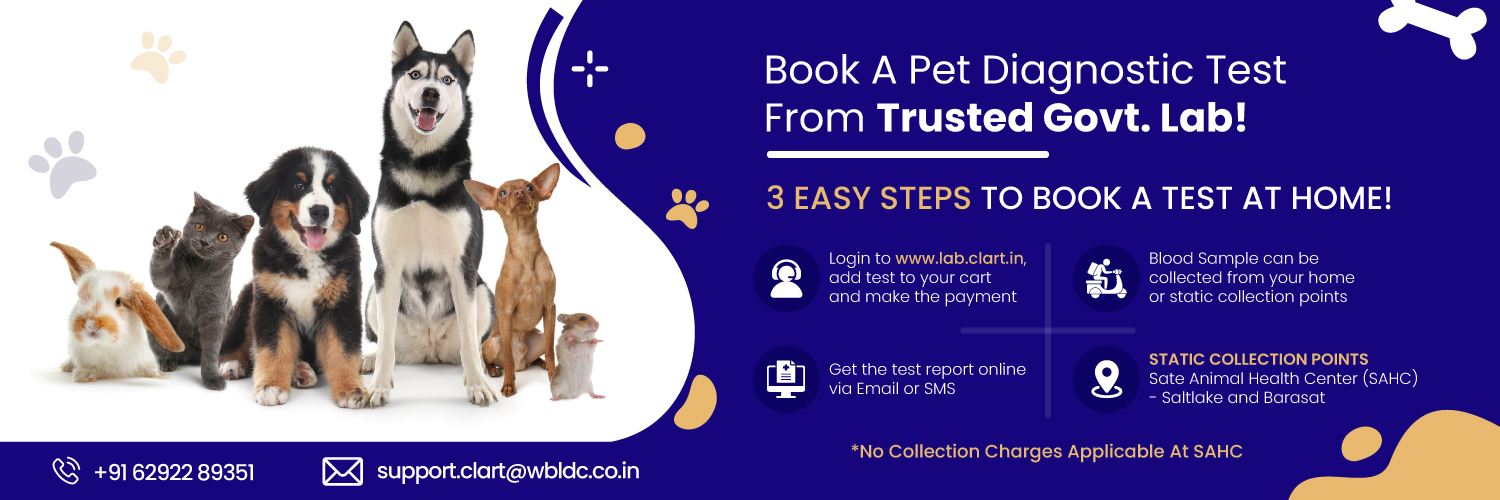 Book A Pet Diagnostic Test
From Trusted Govt. Lab!
3 EASY STEPS TO BOOK A TEST AT HOME!
Login to www.lab.clart.in,
add test to your cart
and make the payment
Blood Sample can be
collected from your home
or static collection points
Get the test report online
via Email or SMS
STATIC COLLECTION POINTS
Sate Animal Health Center (SAHC)
- Saltlake and Barasat
*No Collection Charges Applicable At SAHC
+91 62922 89351
support.clart@wbldc.co.in